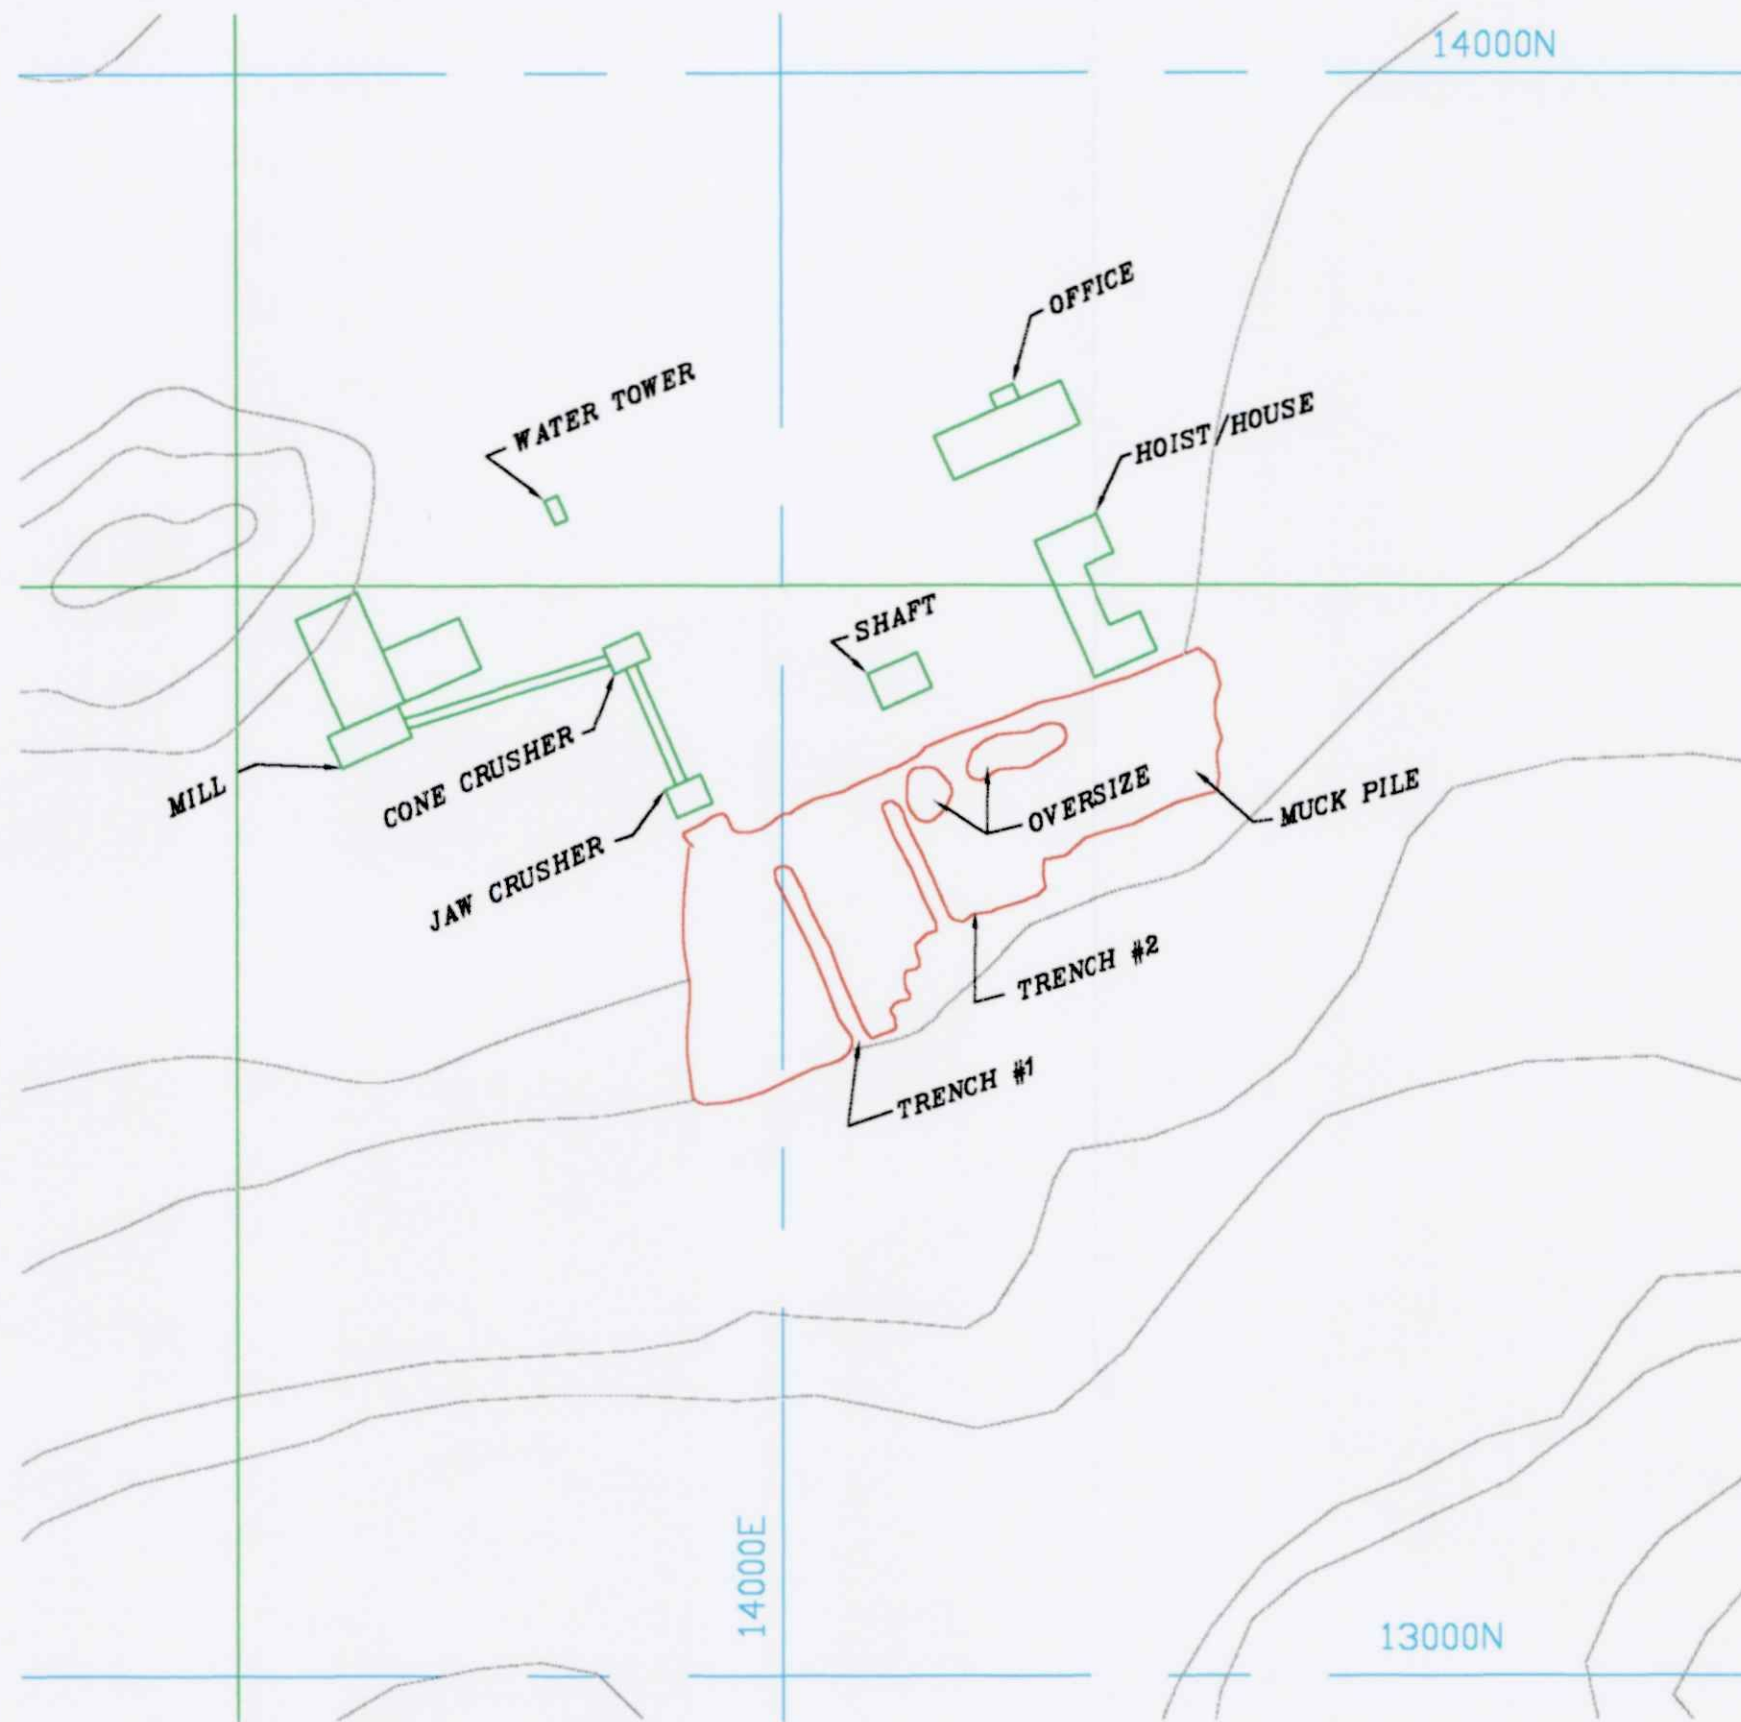 14000N
OFFICE
WATER TOWER
HOIST/HOUSE
SHAFT
CONE CRUSHER
MILL
OVERSIZE
MUCK PILE
JAW CRUSHER
TRENCH #2
TRENCH #1
14000E
13000N